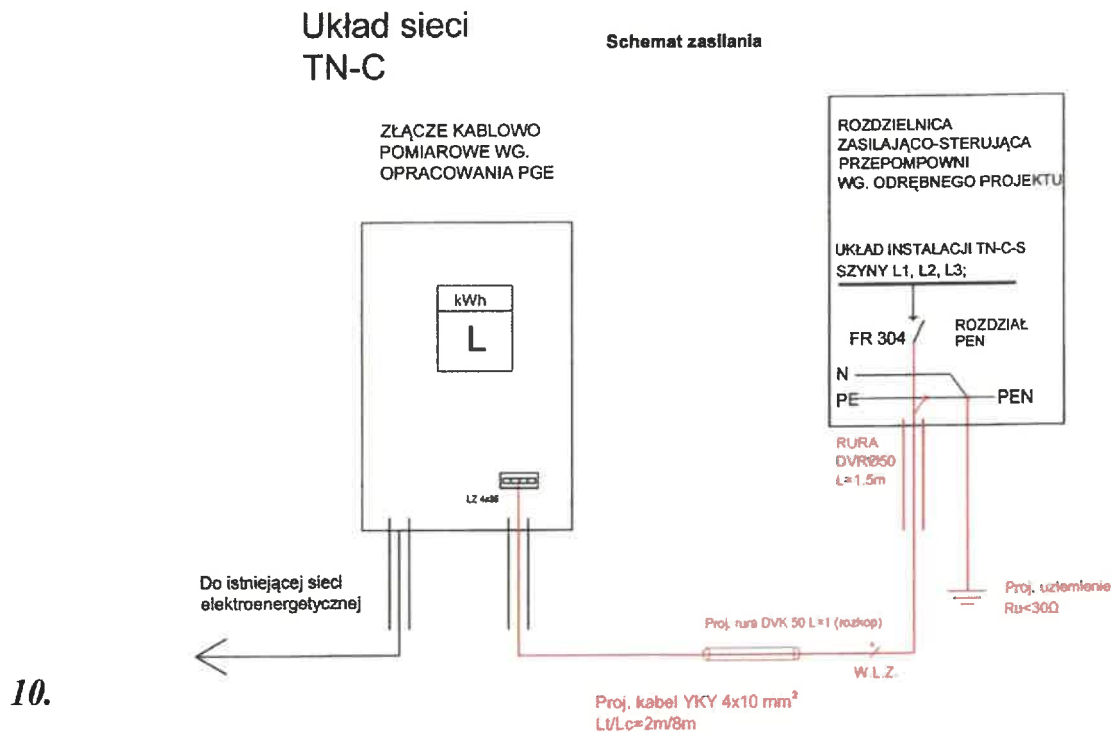 Układ sieci
TN-C
Schemat zasilania
ZŁĄCZE KABLOWO
POMIAROWE WG.
OPRACOWANIA PGE
kWh
L
LZ 4x35
Do istniejącej sieci
elektroenergetycznej
ROZDZIELNICA
ZASILAJĄCO-STERUJĄCA
PRZEPOMPOWNI
WG. ODRĘBNEGO PROJEKTU
UKŁAD INSTALACJI TN-C-S
SZYNY L1, L2, L3;
FR 304
ROZDZIAŁ
PEN
N
PE
PEN
RURA
DVRØ50
L=1.5m
Proj. uziemienie
Ru<30Ω
Proj. rura DVK 50 L=1 (rozkop)
W.L.Z.
Proj. kabel YKY 4x10 mm²
Lt/Lc=2m/8m
10.